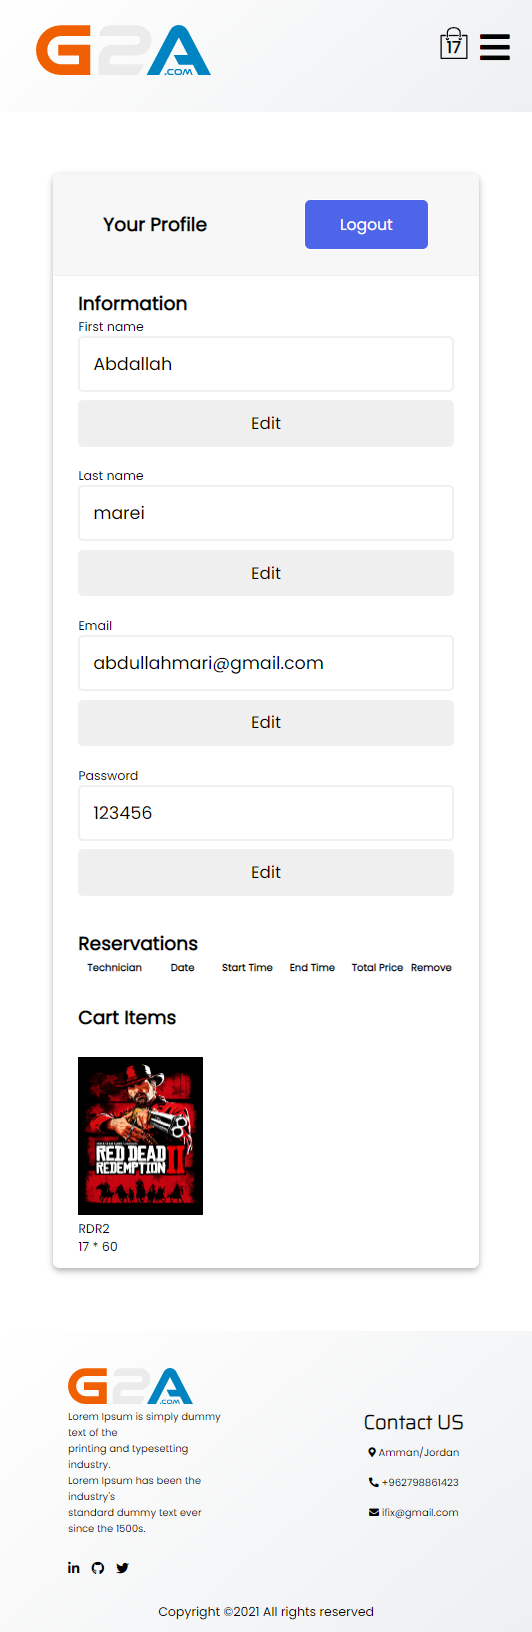 G2A
.COM
17
Your Profile
Logout
Information
First name
Abdallah
Edit
Last name
marei
Edit
Email
abdullahmari@gmail.com
Edit
Password
123456
Edit
Reservations
Technician Date Start Time End Time Total Price Remove
Cart Items
RED DEAD
REDEMPTION II
RDR2
17 * 60
G2A
.COM
Lorem Ipsum is simply dummy
text of the
printing and typesetting
industry.
Lorem Ipsum has been the
industry's
standard dummy text ever
since the 1500s.
Contact US
Amman/Jordan
+962798861423
ifix@gmail.com
in
Copyright ©2021 All rights reserved